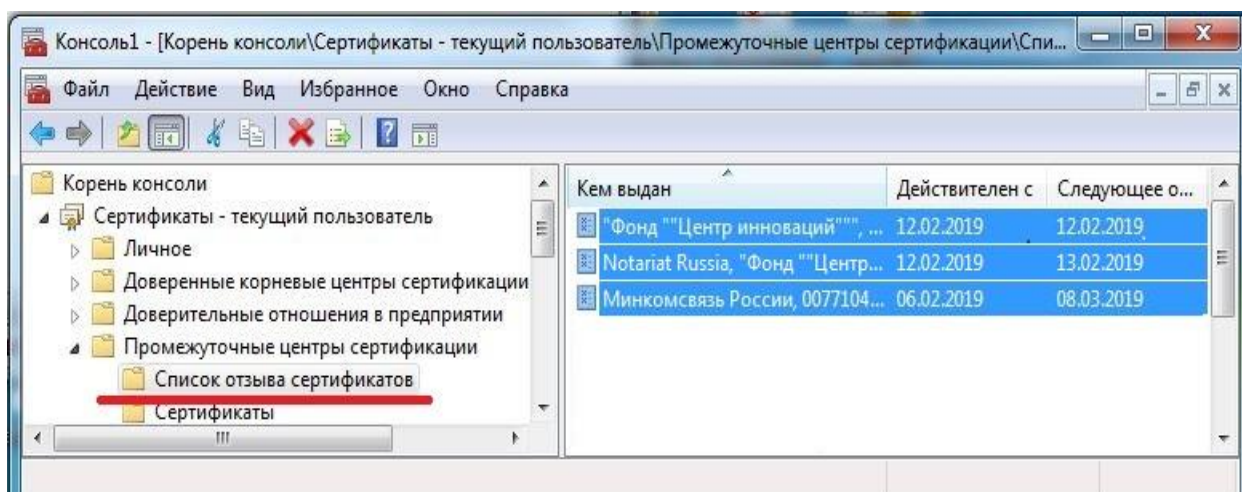 Консоль1 - [Корень консоли\Сертификаты - текущий пользователь\Промежуточные центры сертификации\Спи...
Файл Действие Вид Избранное Окно Справка
Корень консоли
Сертификаты - текущий пользователь
Личное
Доверенные корневые центры сертификации
Доверительные отношения в предприятии
Промежуточные центры сертификации
Список отзыва сертификатов
Сертификаты
Кем выдан Действителен с Следующее о...
"Фонд ""Центр инноваций""", ... 12.02.2019 12.02.2019
Notariat Russia, "Фонд ""Центр... 12.02.2019 13.02.2019
Минкомсвязь России, 0077104... 06.02.2019 08.03.2019